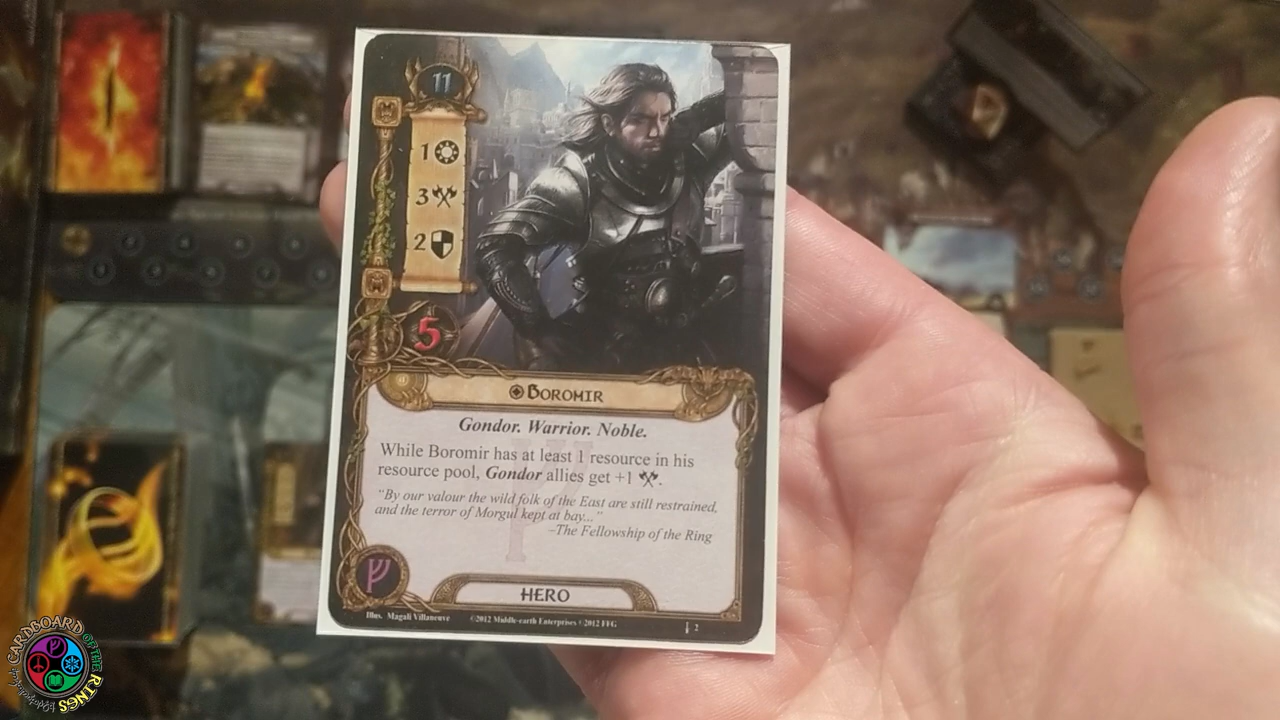 11
1
3
2
5
Boromir
Gondor. Warrior. Noble.
While Boromir has at least 1 resource in his
resource pool, Gondor allies get +1 .
"By our valour the wild folk of the East are still restrained,
and the terror of Morgul kept at bay..."
–The Fellowship of the Ring
HERO
Illus. Magali Villeneuve ©2012 Middle-earth Enterprises ©2012 FFG 2
CARDBOARD OF THE RINGS